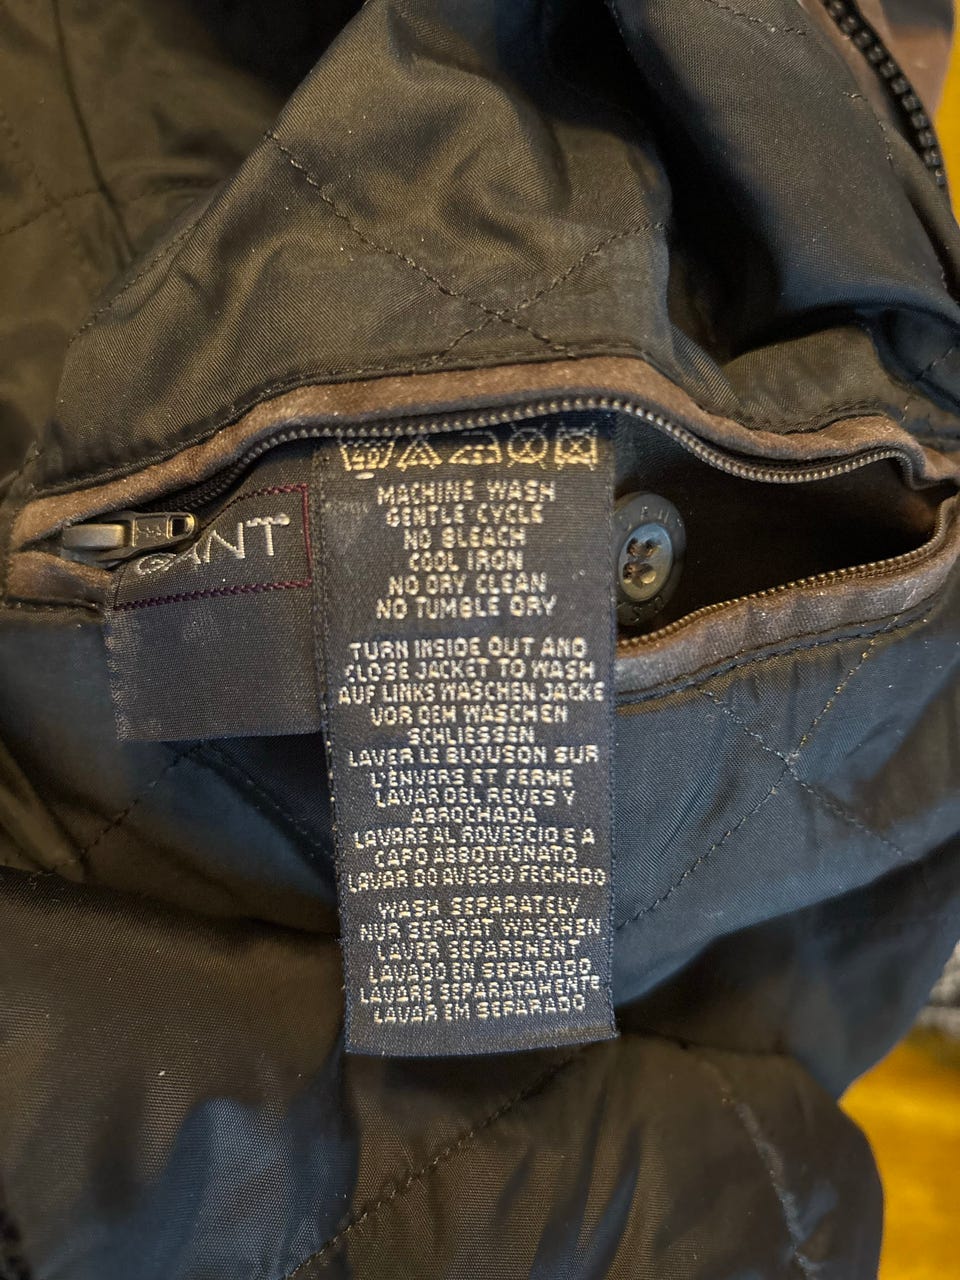 GANT
40
MACHINE WASH
GENTLE CYCLE
NO BLEACH
COOL IRON
NO DRY CLEAN
NO TUMBLE DRY
TURN INSIDE OUT AND
CLOSE JACKET TO WASH
AUF LINKS WASCHEN JACKE
VOR DEM WASCHEN
SCHLIESSEN
LAVER LE BLOUSON SUR
L'ENVERS ET FERME
LAVAR DEL REVES Y
ABROCHADA
LAVARE AL ROVESCIO E A
CAPO ABBOTTONATO
LAVAR DO AVESSO FECHADO
WASH SEPARATELY
NUR SEPARAT WASCHEN
LAVER SEPAREMENT
LAVADO EN SEPARADO
LAVARE SEPARATAMENTE
LAVAR EM SEPARADO